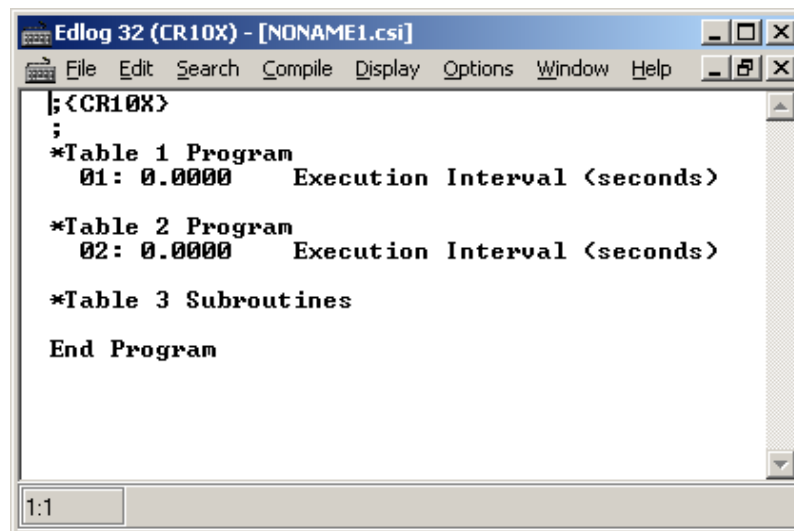 Edlog 32 (CR10X) - [NONAME1.csi]
File Edit Search Compile Display Options Window Help
;{CR10X}
;
*Table 1 Program
01: 0.0000 Execution Interval (seconds)
*Table 2 Program
02: 0.0000 Execution Interval (seconds)
*Table 3 Subroutines
End Program
1:1